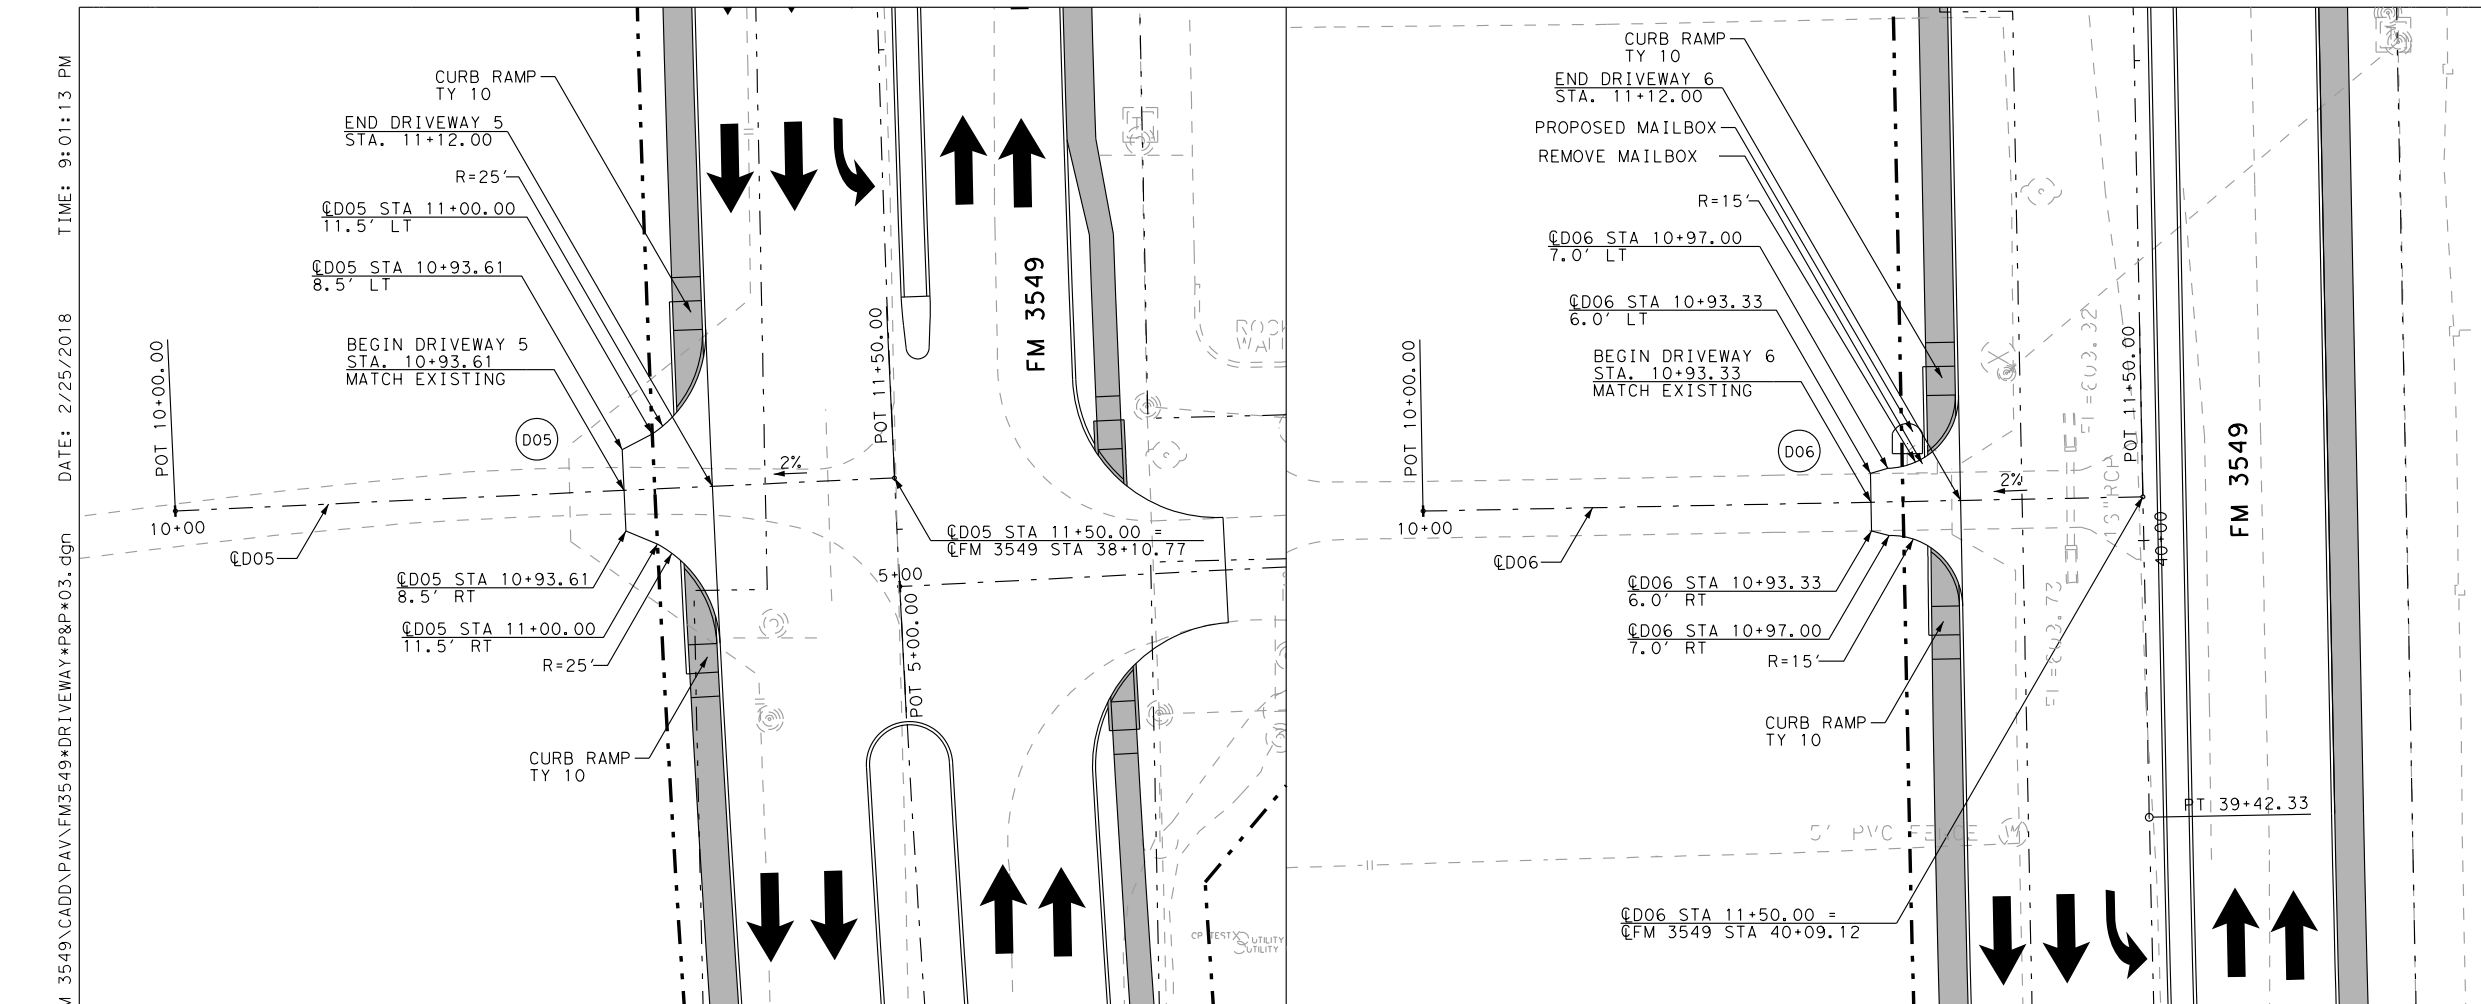 M 3549\CADD\PAV\FM3549*DRIVEWAY*P&P*03.dgn DATE: 2/25/2018 TIME: 9:01:13 PM
CURB RAMP
TY 10
END DRIVEWAY 5
STA. 11+12.00
R=25'
℄D05 STA 11+00.00
11.5' LT
℄D05 STA 10+93.61
8.5' LT
BEGIN DRIVEWAY 5
STA. 10+93.61
MATCH EXISTING
POT 10+00.00
D05
10+00
℄D05
2%
POT 11+50.00
FM 3549
℄D05 STA 11+50.00 =
℄FM 3549 STA 38+10.77
5+00
POT 5+00.00
℄D05 STA 10+93.61
8.5' RT
℄D05 STA 11+00.00
11.5' RT
R=25'
CURB RAMP
TY 10
ROCK
CP TEST
UTILITY
UTILITY
CURB RAMP
TY 10
END DRIVEWAY 6
STA. 11+12.00
PROPOSED MAILBOX
REMOVE MAILBOX
R=15'
℄D06 STA 10+97.00
7.0' LT
℄D06 STA 10+93.33
6.0' LT
BEGIN DRIVEWAY 6
STA. 10+93.33
MATCH EXISTING
POT 10+00.00
D06
10+00
℄D06
2%
POT 11+50.00
40+00
FM 3549
℄D06 STA 10+93.33
6.0' RT
℄D06 STA 10+97.00
7.0' RT
R=15'
CURB RAMP
TY 10
PT 39+42.33
5' PVC FENCE
℄D06 STA 11+50.00 =
℄FM 3549 STA 40+09.12